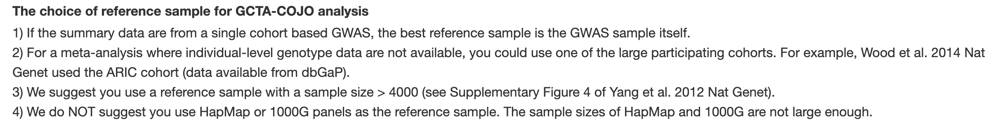 The choice of reference sample for GCTA-COJO analysis
1) If the summary data are from a single cohort based GWAS, the best reference sample is the GWAS sample itself.
2) For a meta-analysis where individual-level genotype data are not available, you could use one of the large participating cohorts. For example, Wood et al. 2014 Nat
Genet used the ARIC cohort (data available from dbGaP).
3) We suggest you use a reference sample with a sample size > 4000 (see Supplementary Figure 4 of Yang et al. 2012 Nat Genet).
4) We do NOT suggest you use HapMap or 1000G panels as the reference sample. The sample sizes of HapMap and 1000G are not large enough.